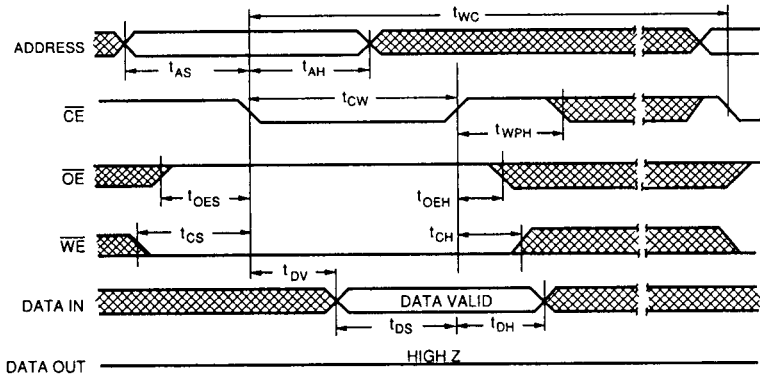 tWC
ADDRESS
tAS
tAH
CE
tCW
tWPH
OE
tOES
tOEH
WE
tCS
tCH
tDV
DATA IN
DATA VALID
tDS
tDH
DATA OUT
HIGH Z